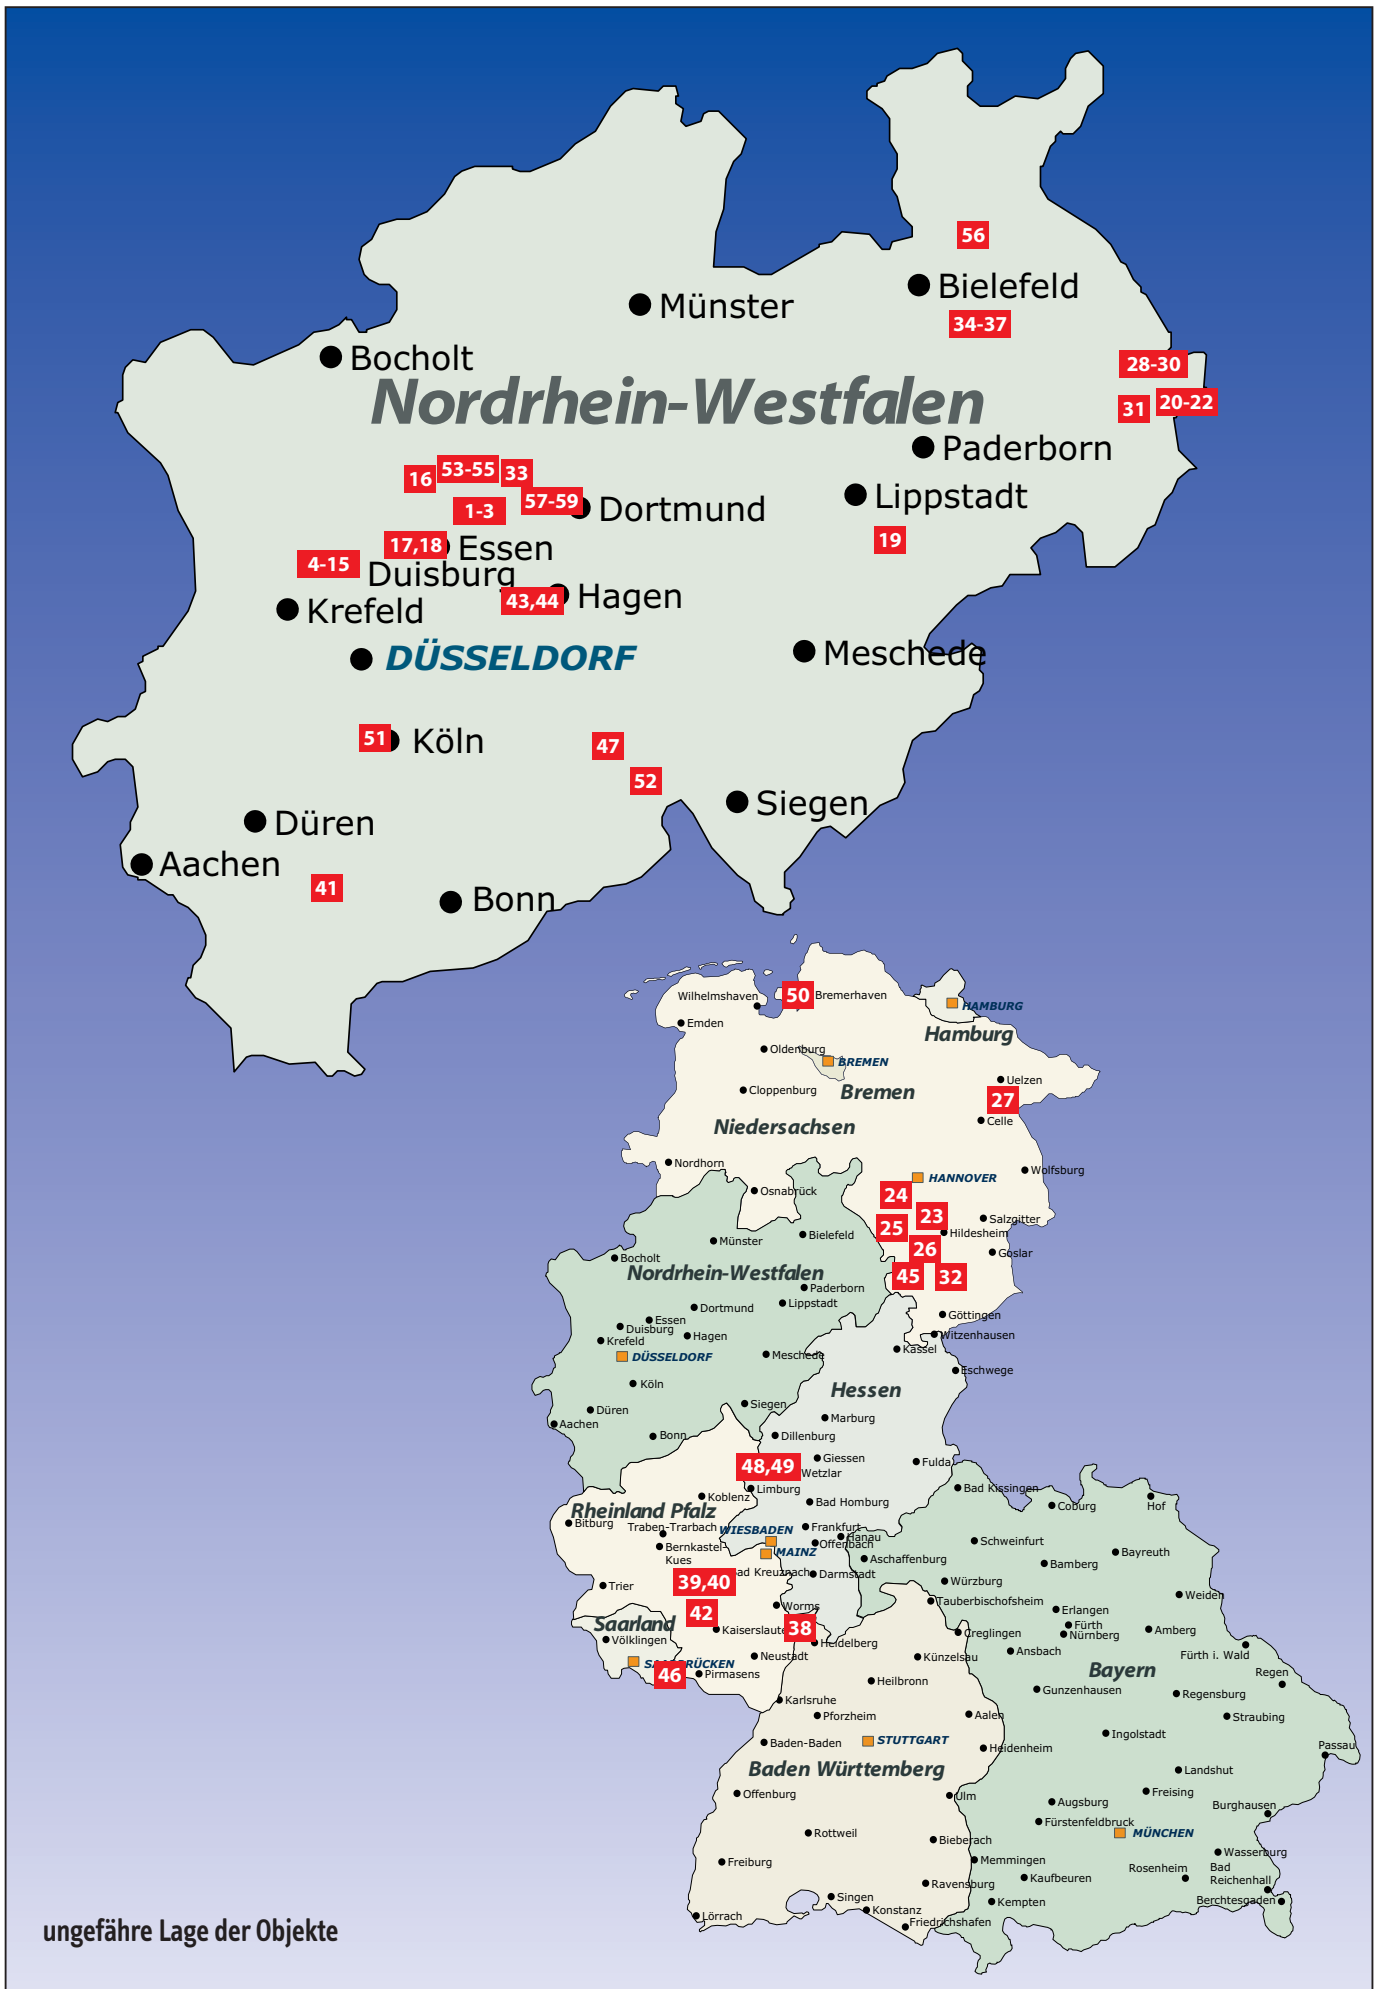 56
Bielefeld
Münster
34-37
Bocholt
28-30
Nordrhein-Westfalen
31
20-22
Paderborn
16
53-55
33
57-59
1-3
Dortmund
Lippstadt
19
17,18
Essen
4-15
Duisburg
43,44
Hagen
Krefeld
DÜSSELDORF
Meschede
51
Köln
47
52
Siegen
Düren
Aachen
41
Bonn
Wilhelmshaven
50
Bremerhaven
HAMBURG
Emden
Hamburg
Oldenburg
BREMEN
Uelzen
Cloppenburg
Bremen
27
Celle
Niedersachsen
Nordhorn
Wolfsburg
HANNOVER
Osnabrück
24
23
Salzgitter
25
Hildesheim
Bielefeld
Münster
26
Goslar
Bocholt
Nordrhein-Westfalen
45
32
Paderborn
Lippstadt
Dortmund
Göttingen
Essen
Duisburg
Hagen
Witzenhausen
Krefeld
Kassel
DÜSSELDORF
Meschede
Eschwege
Köln
Hessen
Siegen
Düren
Marburg
Aachen
Bonn
Dillenburg
Giessen
Fulda
48,49
Wetzlar
Limburg
Bad Kissingen
Koblenz
Bad Homburg
Coburg
Hof
Rheinland Pfalz
Bitburg
Traben-Trarbach
WIESBADEN
Frankfurt
Hanau
Offenbach
Schweinfurt
Bernkastel-
Kues
MAINZ
Aschaffenburg
Bamberg
Bayreuth
Bad Kreuznach
Darmstadt
39,40
Trier
Würzburg
Weiden
Tauberbischofsheim
42
Worms
Erlangen
Saarland
38
Fürth
Kaiserslaute
Creglingen
Nürnberg
Amberg
Völklingen
Heidelberg
Ansbach
Fürth i. Wald
Neustadt
Künzelsau
SAARBRÜCKEN
46
Pirmasens
Bayern
Regen
Heilbronn
Gunzenhausen
Regensburg
Karlsruhe
Pforzheim
Aalen
Straubing
Ingolstadt
Baden-Baden
STUTTGART
Heidenheim
Passau
Baden Württemberg
Landshut
Offenburg
Ulm
Freising
Augsburg
Burghausen
Fürstenfeldbruck
Rottweil
MÜNCHEN
Bieberach
Wasserburg
Freiburg
Memmingen
Rosenheim
Bad
Reichenhall
Kaufbeuren
Ravensburg
Singen
Kempten
Berchtesgaden
Konstanz
Lörrach
Friedrichshafen
ungefähre Lage der Objekte